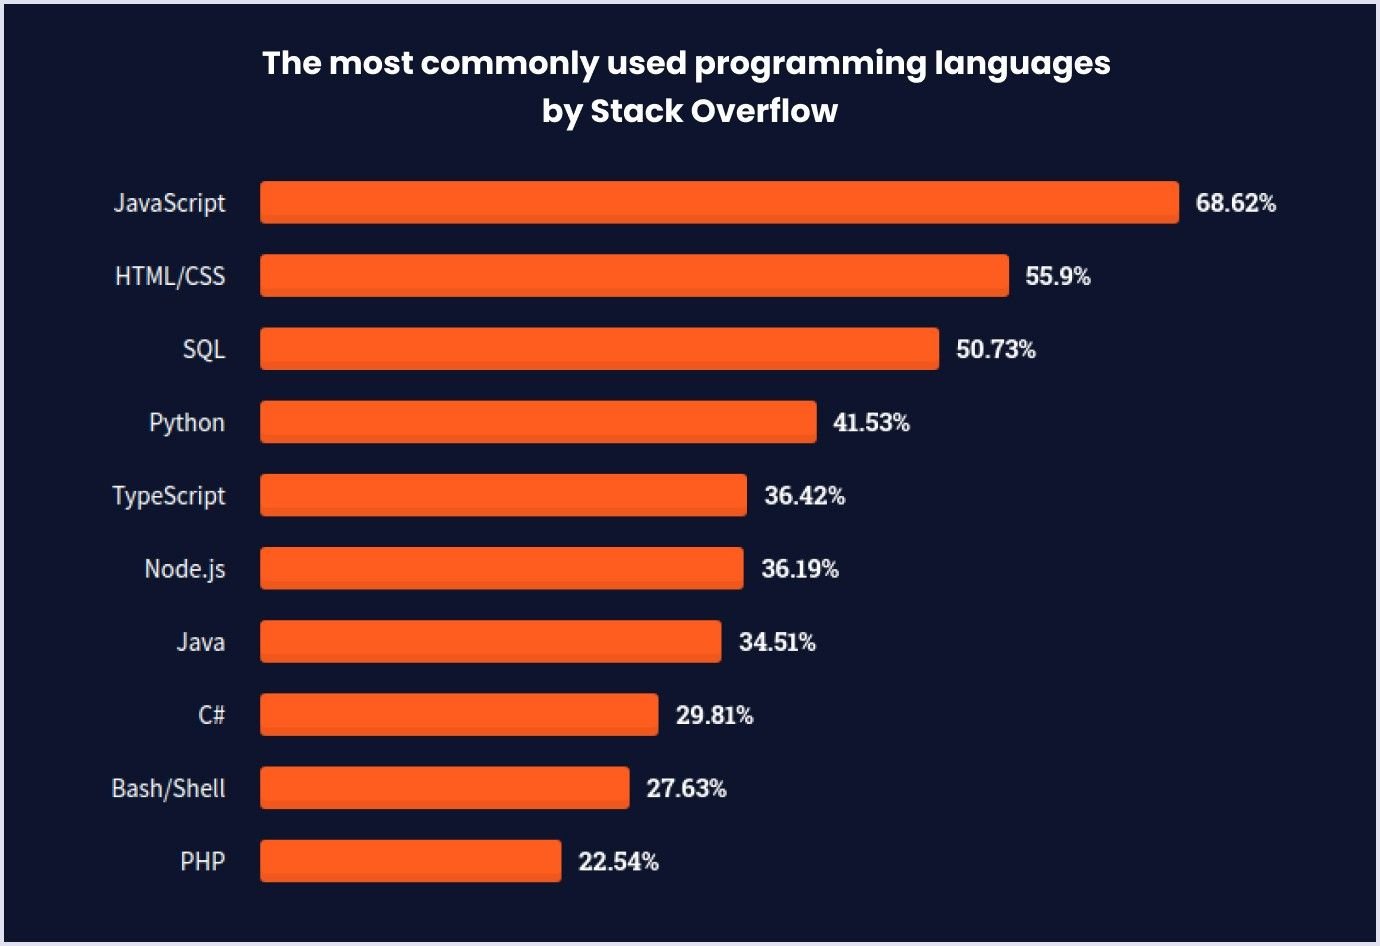 The most commonly used programming languages
by Stack Overflow
JavaScript 68.62%
HTML/CSS 55.9%
SQL 50.73%
Python 41.53%
TypeScript 36.42%
Node.js 36.19%
Java 34.51%
C# 29.81%
Bash/Shell 27.63%
PHP 22.54%